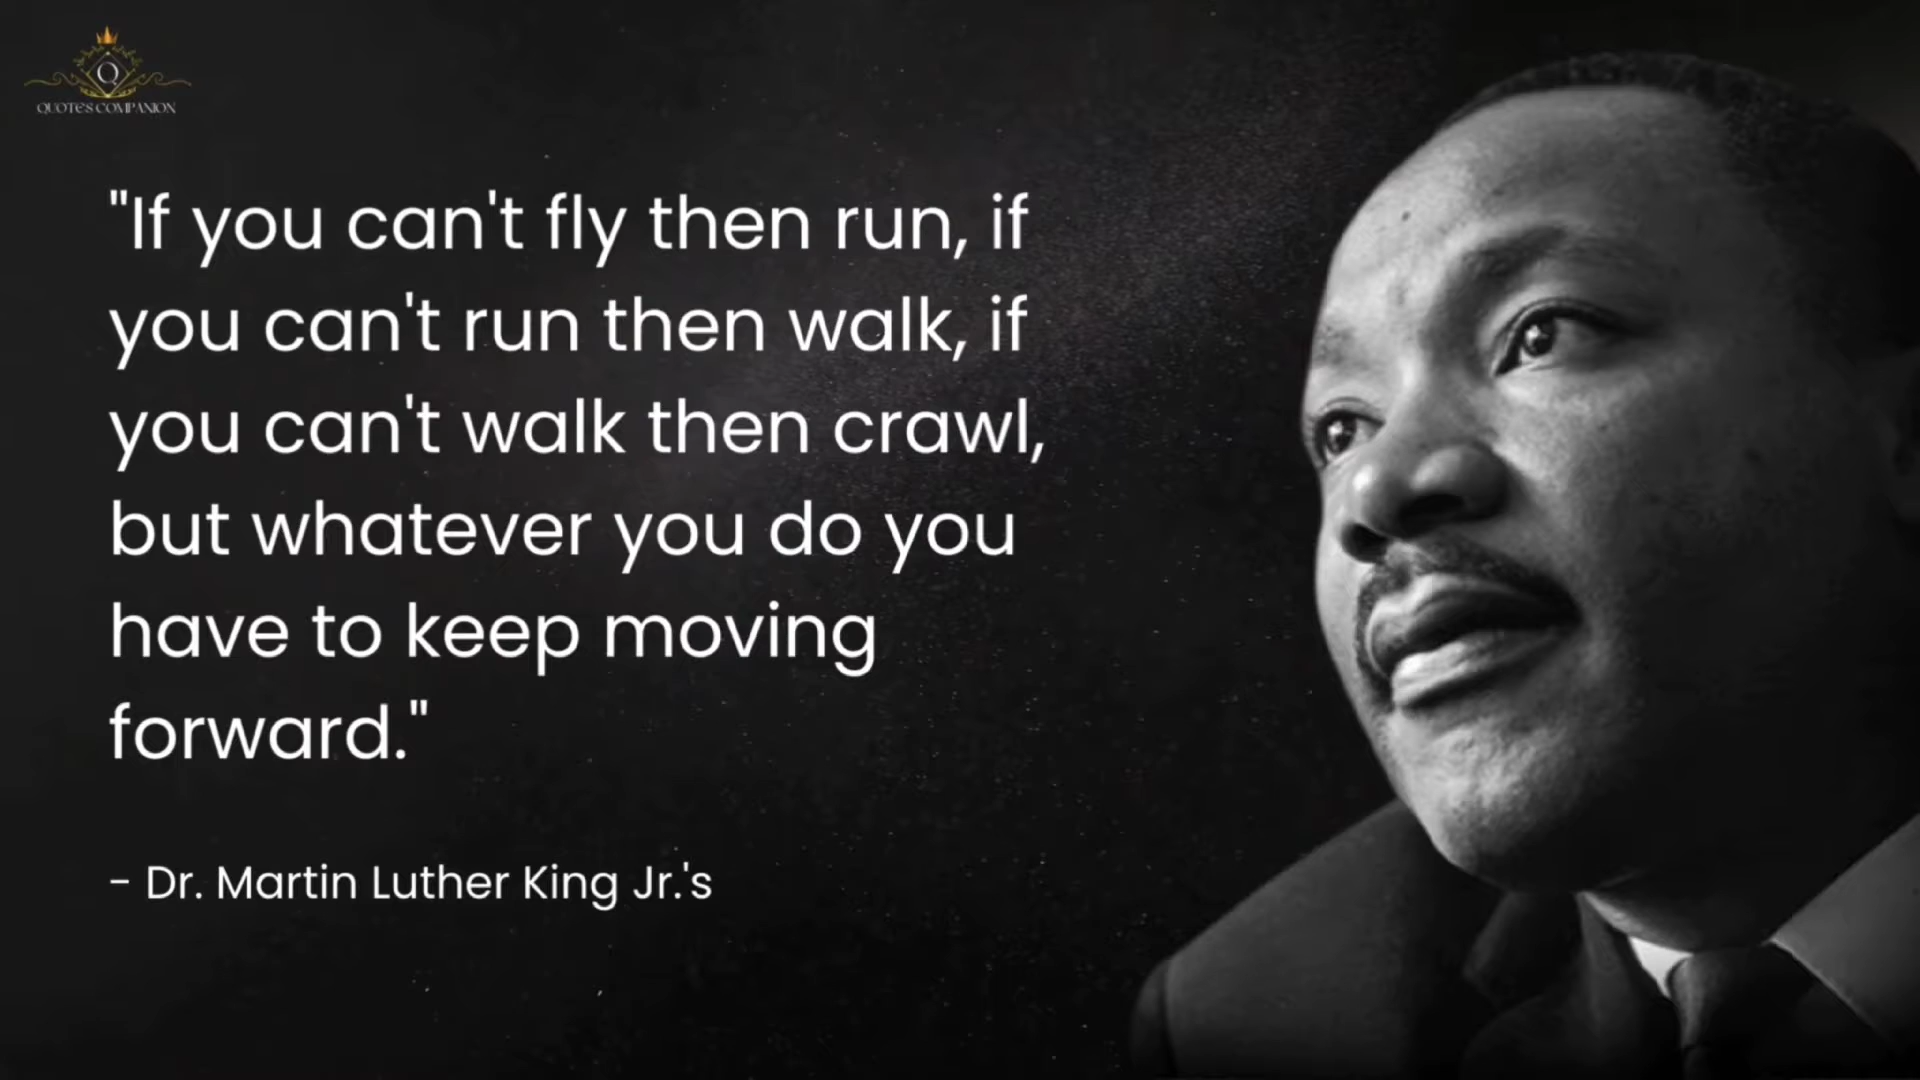 Q
QUOTES COMPANION
"If you can't fly then run, if
you can't run then walk, if
you can't walk then crawl,
but whatever you do you
have to keep moving
forward."
- Dr. Martin Luther King Jr.'s